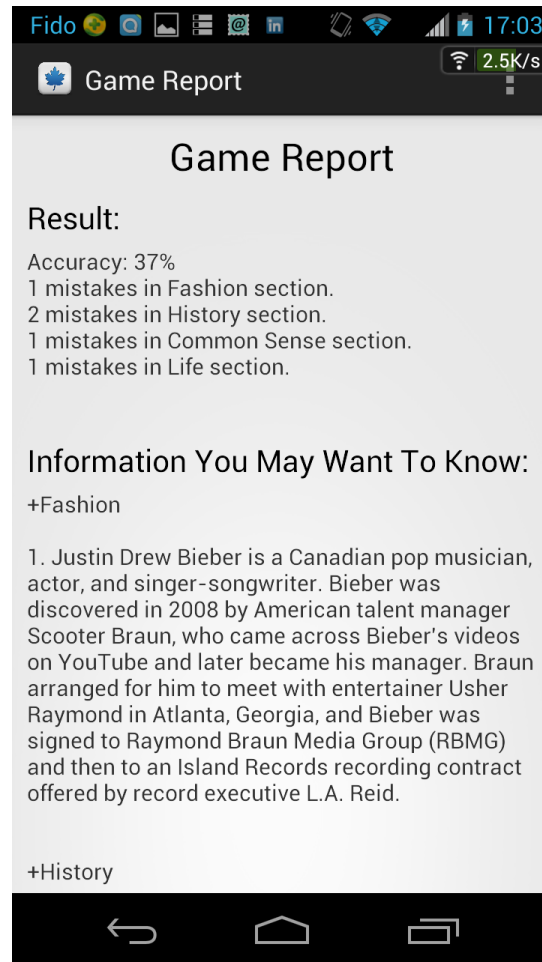 Fido 17:03
Game Report
2.5K/s
Game Report
Result:
Accuracy: 37%
1 mistakes in Fashion section.
2 mistakes in History section.
1 mistakes in Common Sense section.
1 mistakes in Life section.
Information You May Want To Know:
+Fashion
1. Justin Drew Bieber is a Canadian pop musician,
actor, and singer-songwriter. Bieber was
discovered in 2008 by American talent manager
Scooter Braun, who came across Bieber's videos
on YouTube and later became his manager. Braun
arranged for him to meet with entertainer Usher
Raymond in Atlanta, Georgia, and Bieber was
signed to Raymond Braun Media Group (RBMG)
and then to an Island Records recording contract
offered by record executive L.A. Reid.
+History